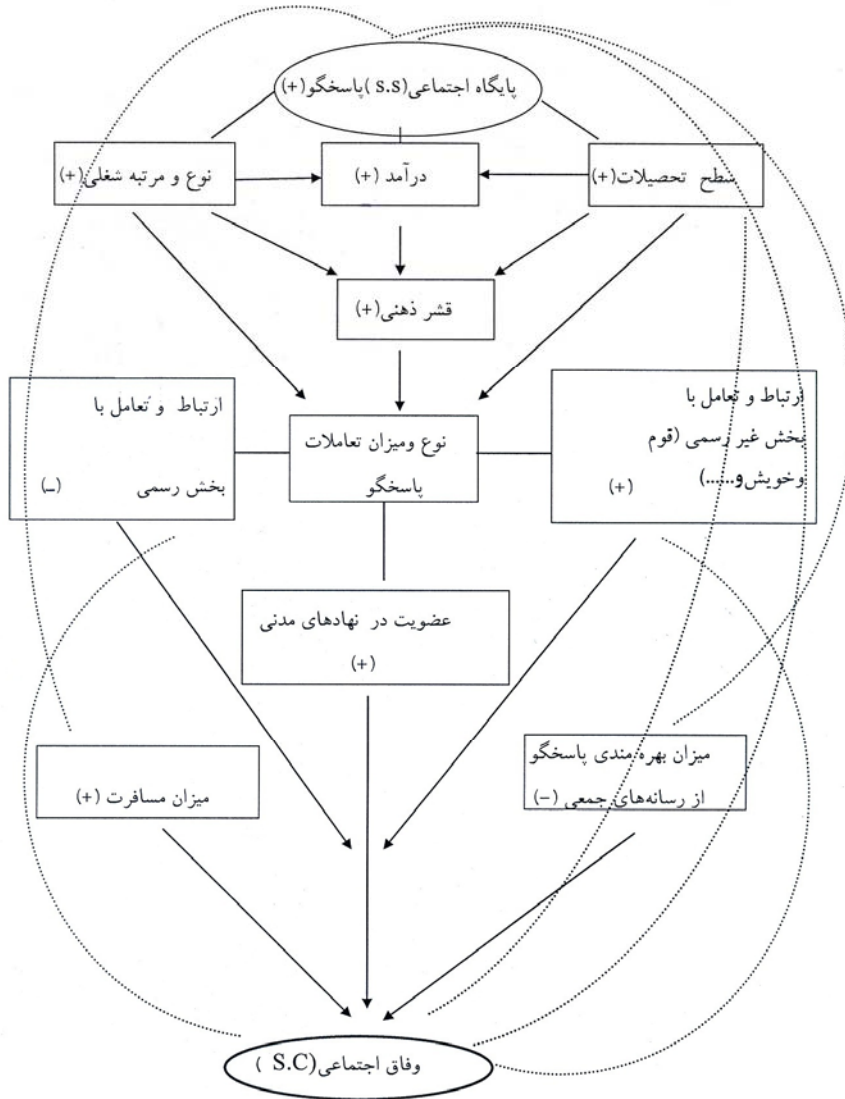 پایگاه اجتماعی(s.s)پاسخگو(+)
سطح تحصیلات(+)
درآمد (+)
نوع و مرتبه شغلی(+)
قشر ذهنی(+)
ارتباط و تعامل با
بخش غیر رسمی (قوم
وخویش‌و......)
(+)
نوع ومیزان تعاملات
پاسخگو
ارتباط و تعامل با
بخش رسمی (–)
عضویت در نهادهای مدنی
(+)
میزان بهره مندی پاسخگو
از رسانه‌های جمعی (-)
میزان مسافرت (+)
وفاق اجتماعی(S.C )